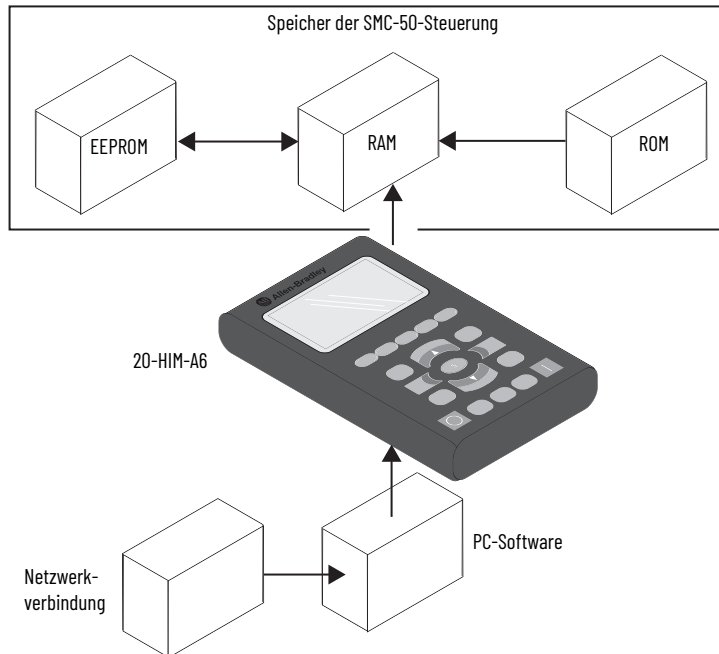 Speicher der SMC-50-Steuerung
EEPROM
RAM
ROM
Allen-Bradley
20-HIM-A6
PC-Software
Netzwerk-
verbindung